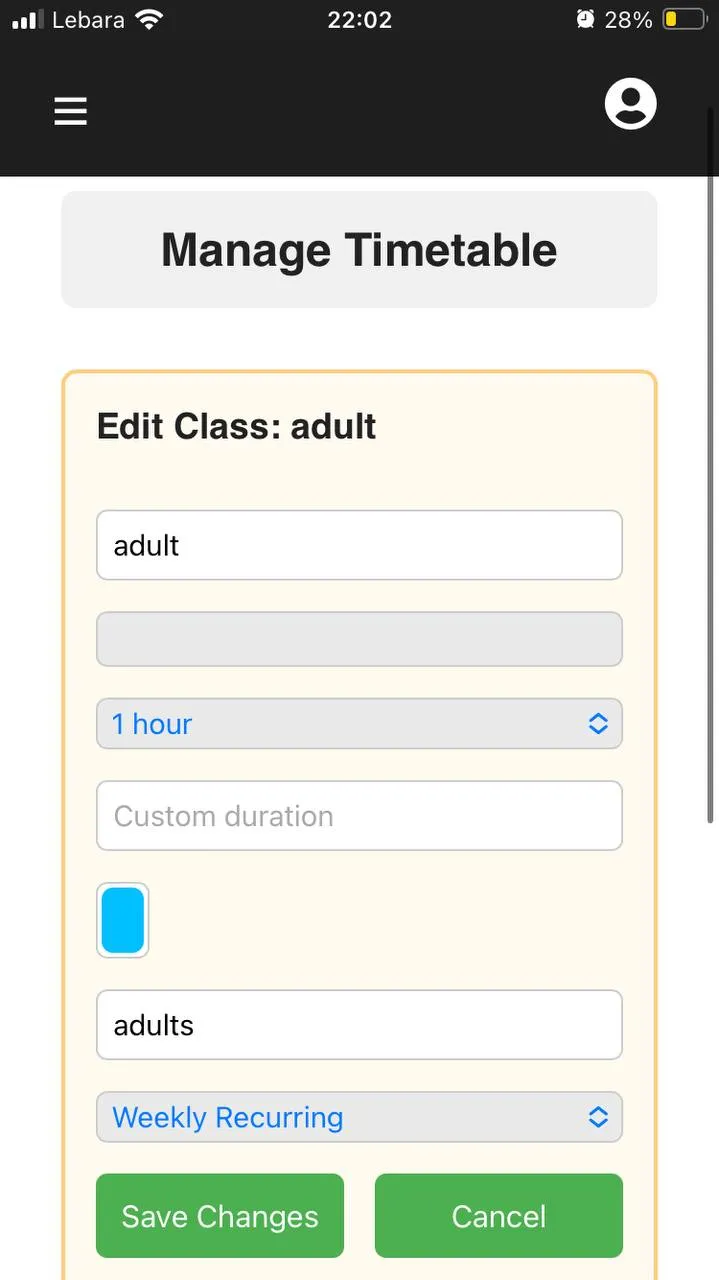 Lebara 22:02 28%
Manage Timetable
Edit Class: adult
adult
1 hour
Custom duration
adults
Weekly Recurring
Save Changes Cancel